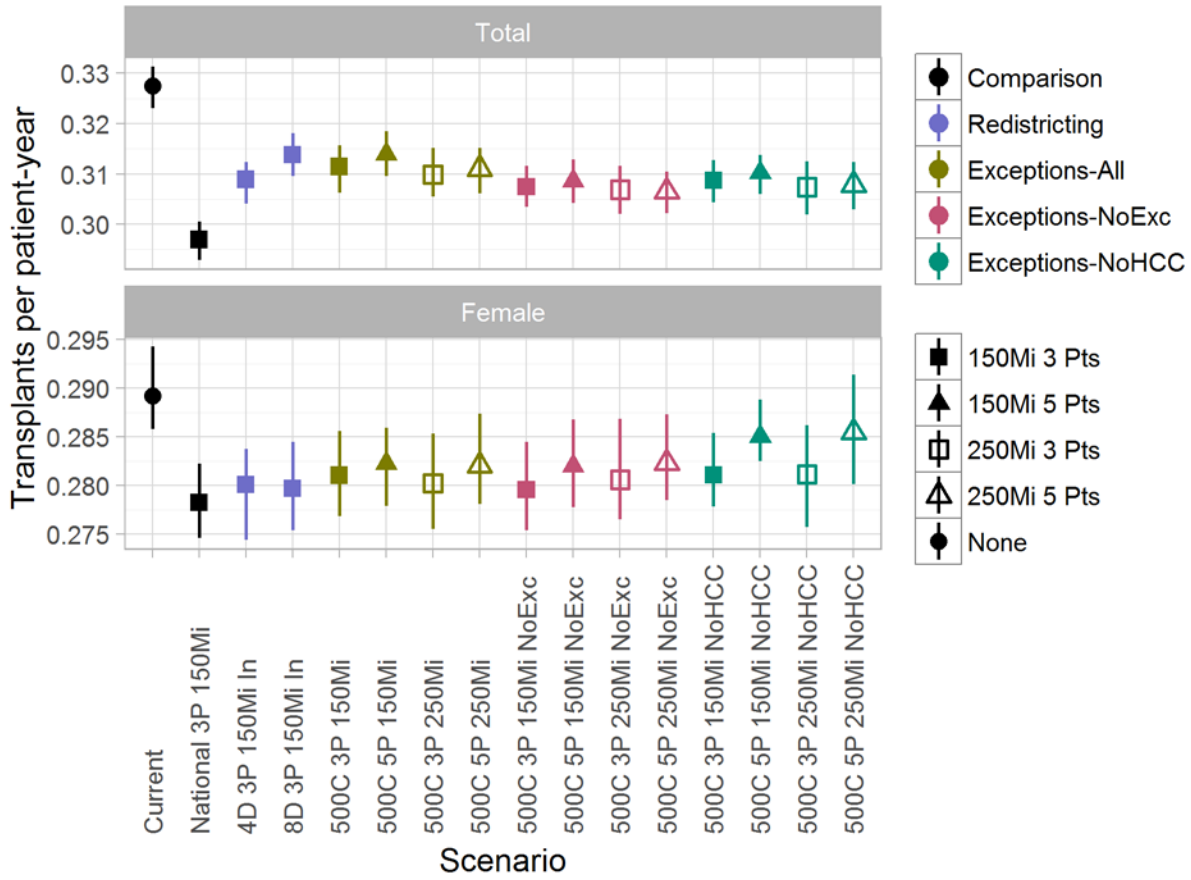 Total
0.33
0.32
0.31
0.30
Female
0.295
0.290
0.285
0.280
0.275
Transplants per patient-year
Current
National 3P 150Mi
4D 3P 150Mi In
8D 3P 150Mi In
500C 3P 150Mi
500C 5P 150Mi
500C 3P 250Mi
500C 5P 250Mi
500C 3P 150Mi NoExc
500C 5P 150Mi NoExc
500C 3P 250Mi NoExc
500C 5P 250Mi NoExc
500C 3P 150Mi NoHCC
500C 5P 150Mi NoHCC
500C 3P 250Mi NoHCC
500C 5P 250Mi NoHCC
Scenario
Comparison
Redistricting
Exceptions-All
Exceptions-NoExc
Exceptions-NoHCC
150Mi 3 Pts
150Mi 5 Pts
250Mi 3 Pts
250Mi 5 Pts
None